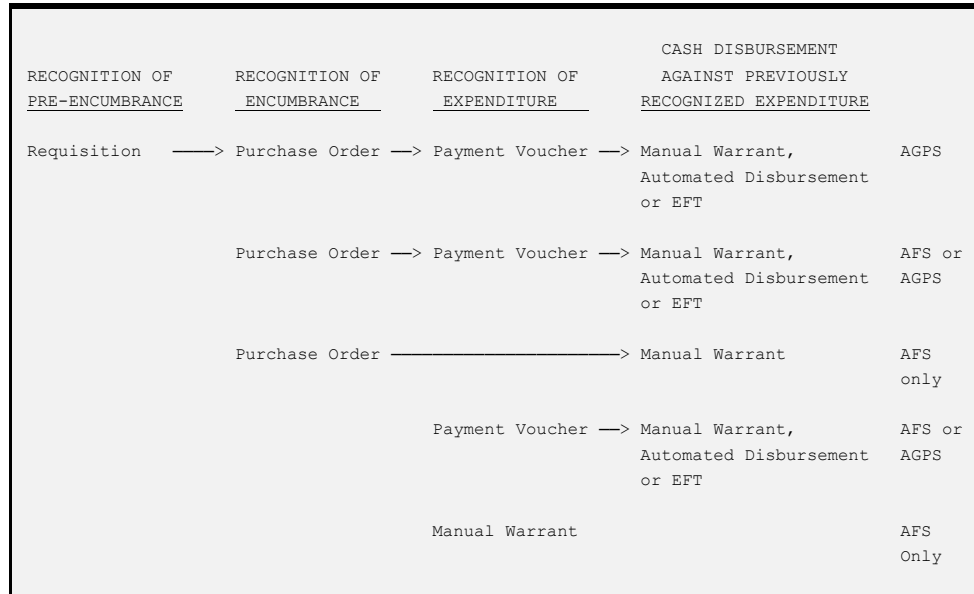 CASH DISBURSEMENT
RECOGNITION OF RECOGNITION OF RECOGNITION OF AGAINST PREVIOUSLY
PRE-ENCUMBRANCE ENCUMBRANCE EXPENDITURE RECOGNIZED EXPENDITURE
Requisition ———> Purchase Order ——> Payment Voucher ——> Manual Warrant, AGPS
Automated Disbursement
or EFT
Purchase Order ——> Payment Voucher ——> Manual Warrant, AFS or
Automated Disbursement AGPS
or EFT
Purchase Order ———————————> Manual Warrant AFS
only
Payment Voucher ——> Manual Warrant, AFS or
Automated Disbursement AGPS
or EFT
Manual Warrant AFS
Only